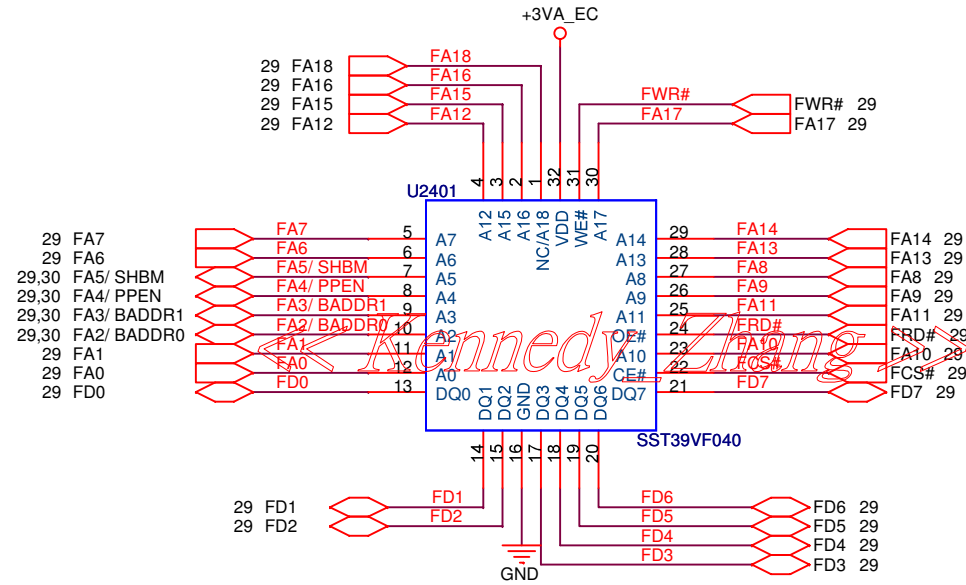 +3VA_EC
29 FA18 FA18
29 FA16 FA16
29 FA15 FA15 FWR# FWR# 29
29 FA12 FA12 FA17 FA17 29
4 3 2 1 32 31 30
U2401
A12 A15 A16 NC/A18 VDD WE# A17
29 FA7 FA7 5 A7 A14 29 FA14 FA14 29
29 FA6 FA6 6 A6 A13 28 FA13 FA13 29
29,30 FA5/ SHBM FA5/ SHBM 7 A5 A8 27 FA8 FA8 29
29,30 FA4/ PPEN FA4/ PPEN 8 A4 A9 26 FA9 FA9 29
29,30 FA3/ BADDR1 FA3/ BADDR1 9 A3 A11 25 FA11 FA11 29
29,30 FA2/ BADDR0 FA2/ BADDR0 10 A2 OE# 24 FRD# FRD# 29
29 FA1 FA1 11 A1 A10 23 FA10 FA10 29
<< Kennedy_Zhang >>
29 FA0 FA0 12 A0 CE# 22 FCS# FCS# 29
29 FD0 FD0 13 DQ0 DQ7 21 FD7 FD7 29
DQ1 DQ2 GND DQ3 DQ4 DQ5 DQ6
SST39VF040
14 15 16 17 18 19 20
29 FD1 FD1 FD6 FD6 29
29 FD2 FD2 FD5 FD5 29
FD4 FD4 29
FD3 FD3 29
GND